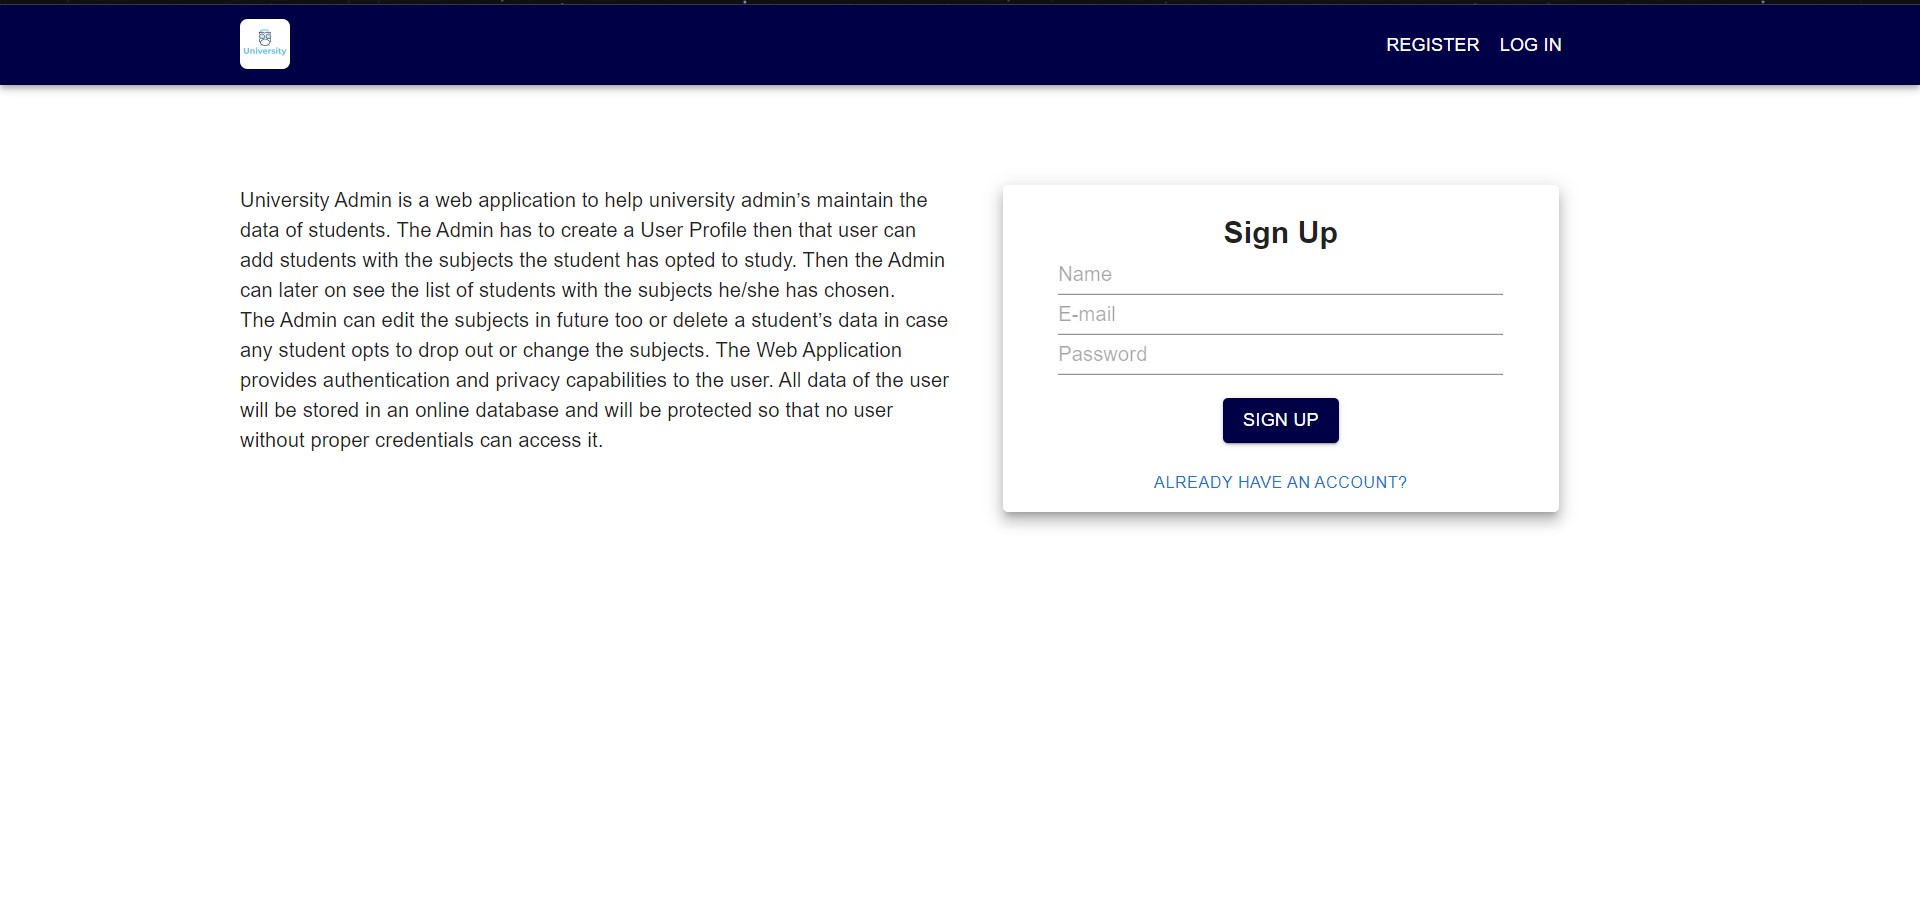 University
REGISTER LOG IN
University Admin is a web application to help university admin’s maintain the
data of students. The Admin has to create a User Profile then that user can
add students with the subjects the student has opted to study. Then the Admin
can later on see the list of students with the subjects he/she has chosen.
The Admin can edit the subjects in future too or delete a student’s data in case
any student opts to drop out or change the subjects. The Web Application
provides authentication and privacy capabilities to the user. All data of the user
will be stored in an online database and will be protected so that no user
without proper credentials can access it.
Sign Up
Name
E-mail
Password
SIGN UP
ALREADY HAVE AN ACCOUNT?